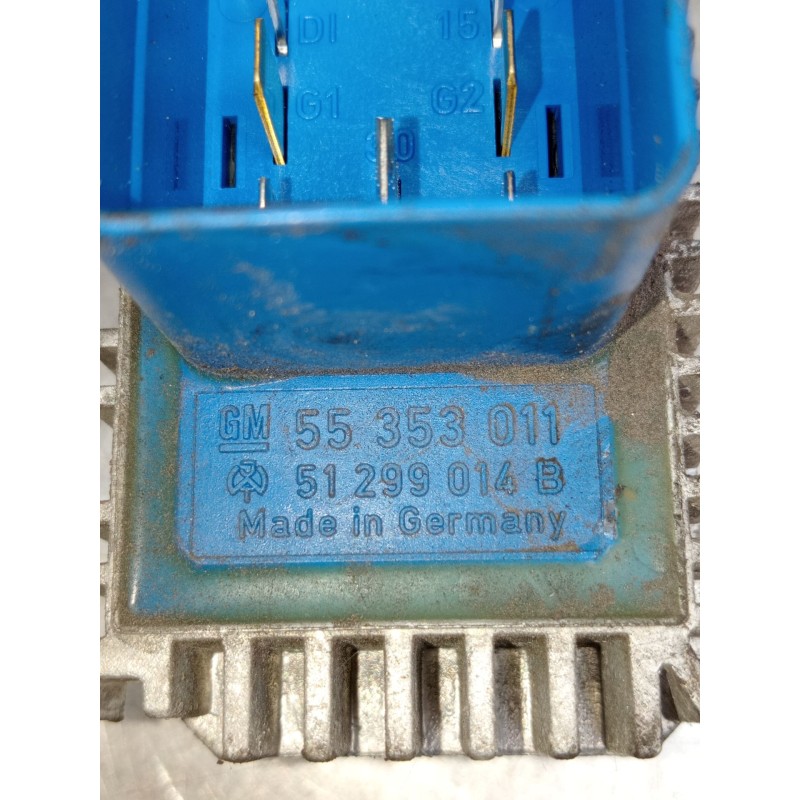 DI 15
G1 G2
30
GM 55 353 011
51 299 014 B
Made in Germany